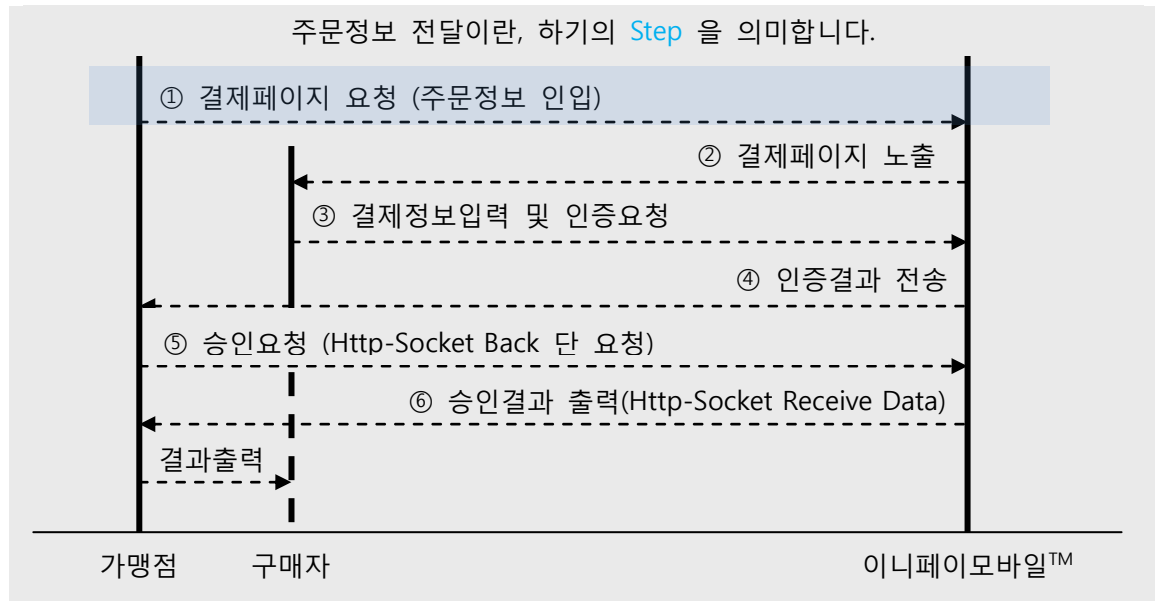 주문정보 전달이란, 하기의 Step 을 의미합니다.
① 결제페이지 요청 (주문정보 인입)
② 결제페이지 노출
③ 결제정보입력 및 인증요청
④ 인증결과 전송
⑤ 승인요청 (Http-Socket Back 단 요청)
⑥ 승인결과 출력(Http-Socket Receive Data)
결과출력
가맹점 구매자 이니페이모바일TM